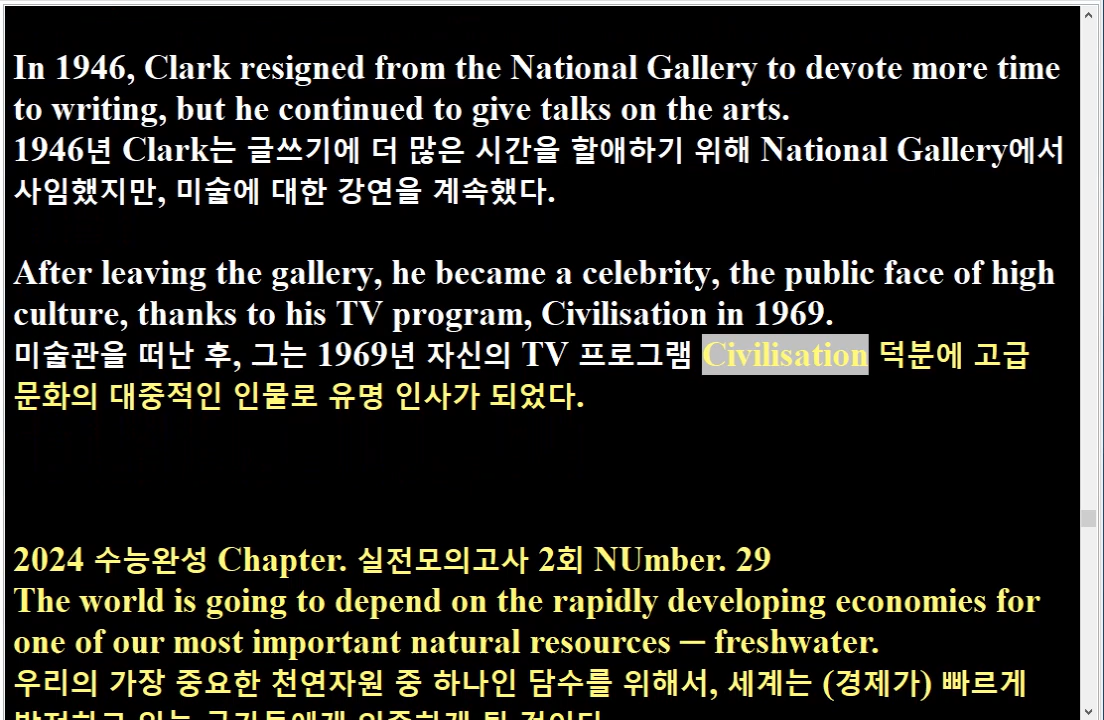 In 1946, Clark resigned from the National Gallery to devote more time
to writing, but he continued to give talks on the arts.
1946년 Clark는 글쓰기에 더 많은 시간을 할애하기 위해 National Gallery에서
사임했지만, 미술에 대한 강연을 계속했다.
After leaving the gallery, he became a celebrity, the public face of high
culture, thanks to his TV program, Civilisation in 1969.
미술관을 떠난 후, 그는 1969년 자신의 TV 프로그램 Civilisation 덕분에 고급
문화의 대중적인 인물로 유명 인사가 되었다.
2024 수능완성 Chapter. 실전모의고사 2회 NUmber. 29
The world is going to depend on the rapidly developing economies for
one of our most important natural resources ─ freshwater.
우리의 가장 중요한 천연자원 중 하나인 담수를 위해서, 세계는 (경제가) 빠르게